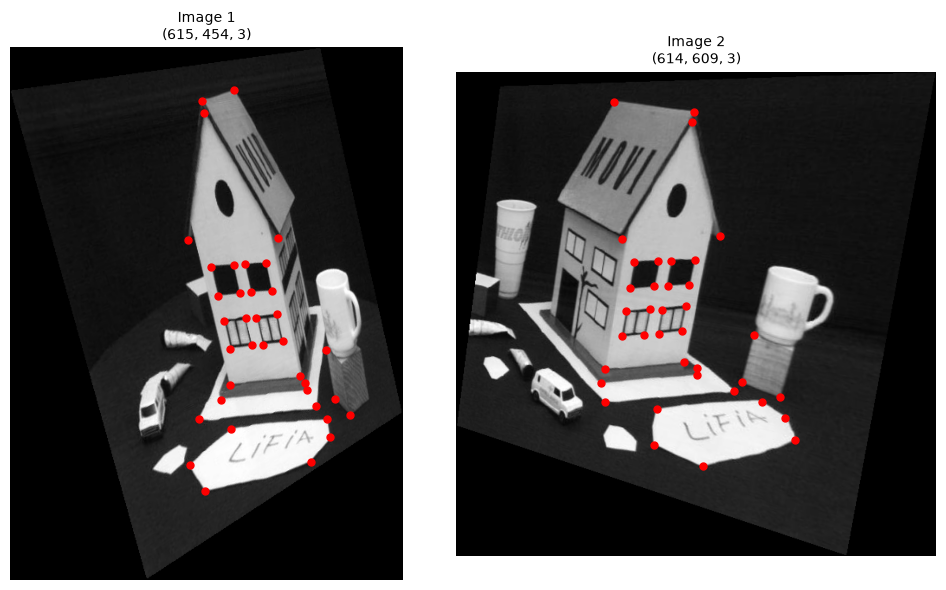 Image 1
(615, 454, 3)
LiFiA
Image 2
(614, 609, 3)
MOVI
LiFiA